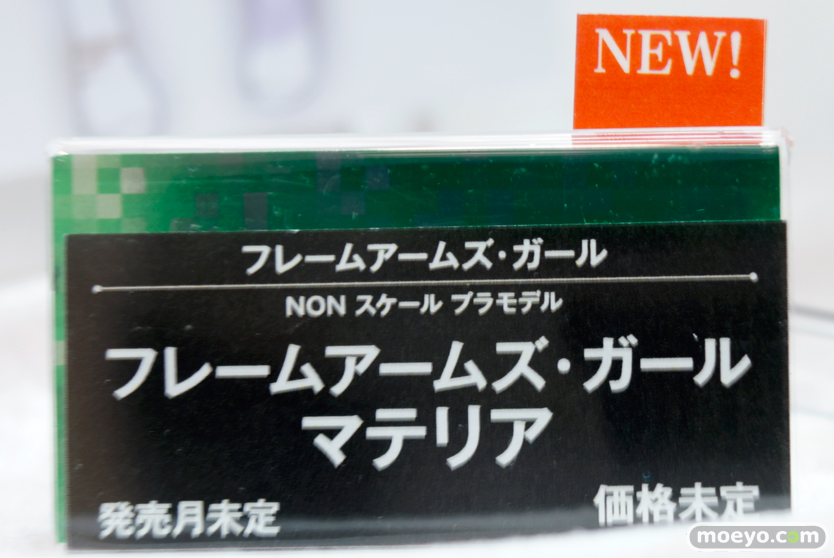 NEW!
フレームアームズ・ガール
NON スケール プラモデル
フレームアームズ・ガール
マテリア
発売月未定
価格未定
moeyo.com